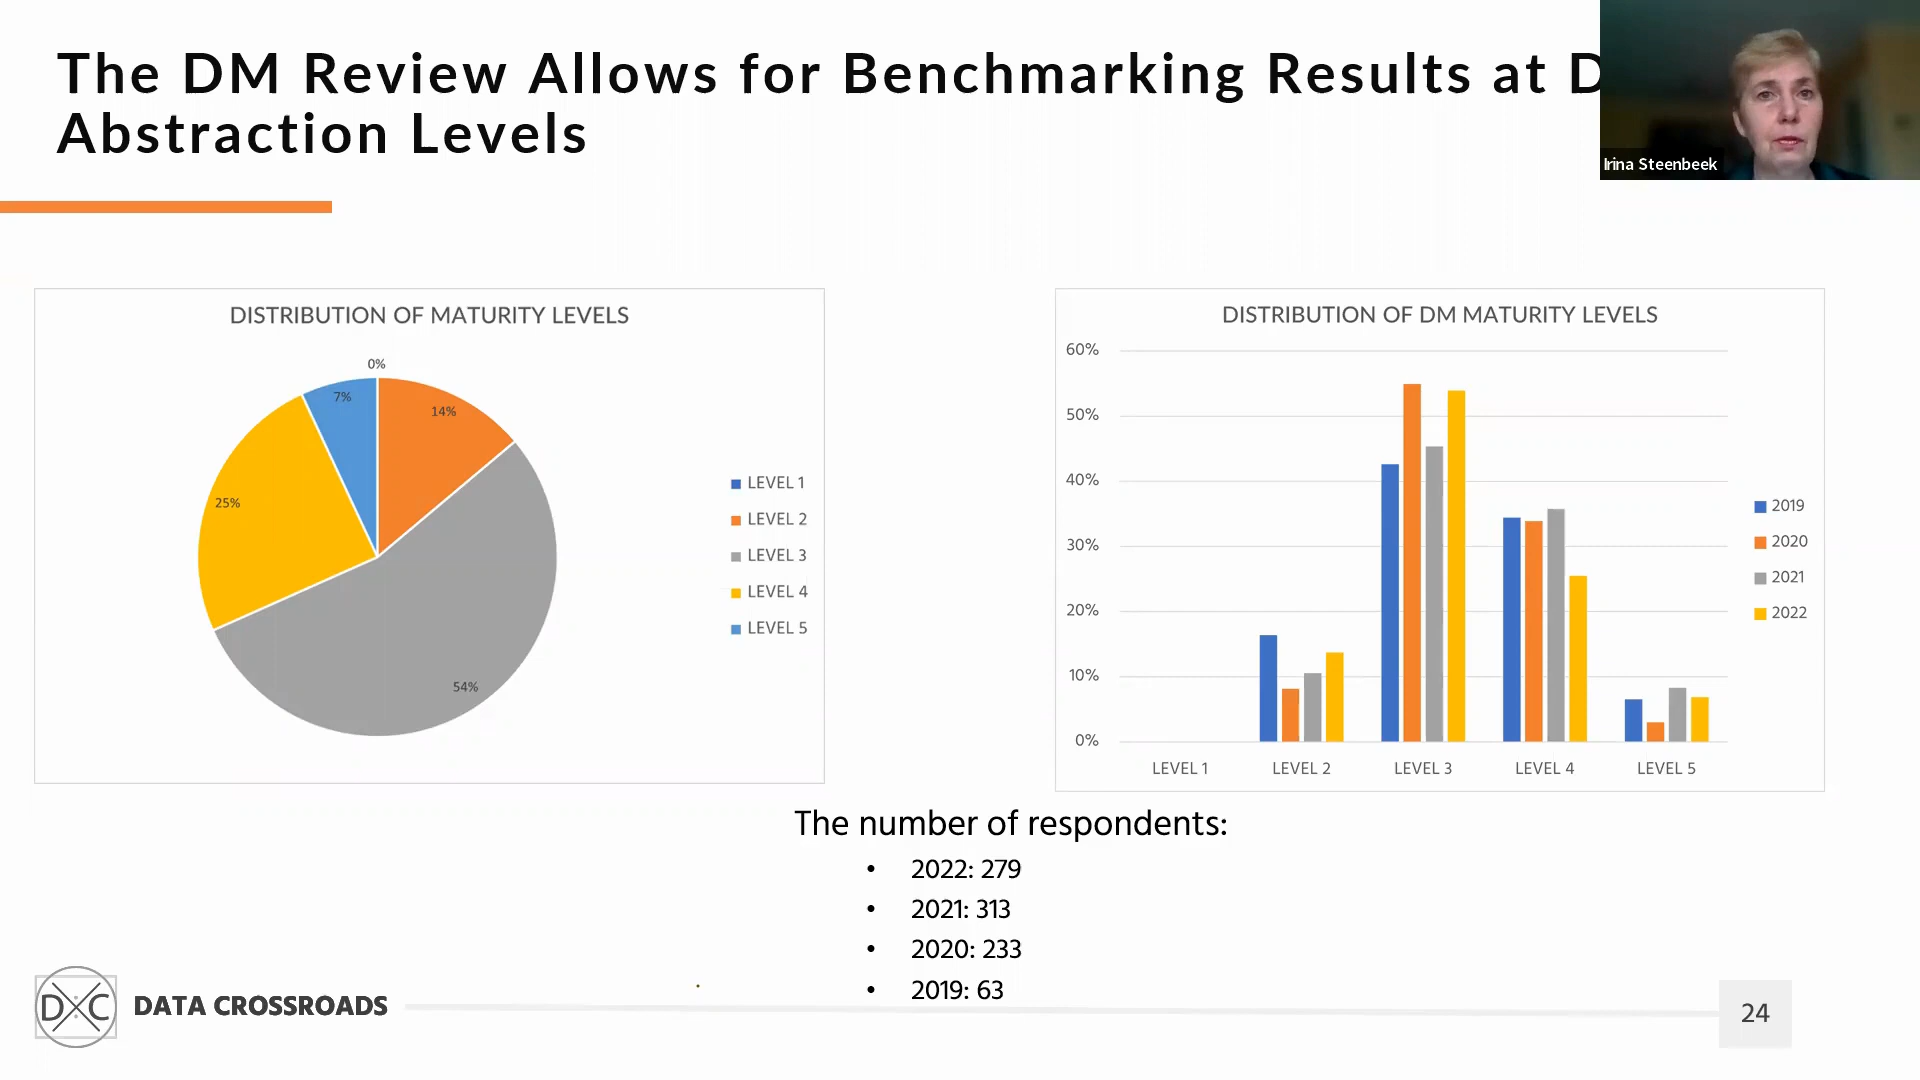 The DM Review Allows for Benchmarking Results at
Abstraction Levels
Irina Steenbeek
DISTRIBUTION OF MATURITY LEVELS
0%
7%
14%
25%
54%
LEVEL 1
LEVEL 2
LEVEL 3
LEVEL 4
LEVEL 5
DISTRIBUTION OF DM MATURITY LEVELS
60%
50%
40%
30%
20%
10%
0%
LEVEL 1 LEVEL 2 LEVEL 3 LEVEL 4 LEVEL 5
2019
2020
2021
2022
The number of respondents:
• 2022: 279
• 2021: 313
• 2020: 233
• 2019: 63
DXC DATA CROSSROADS
24